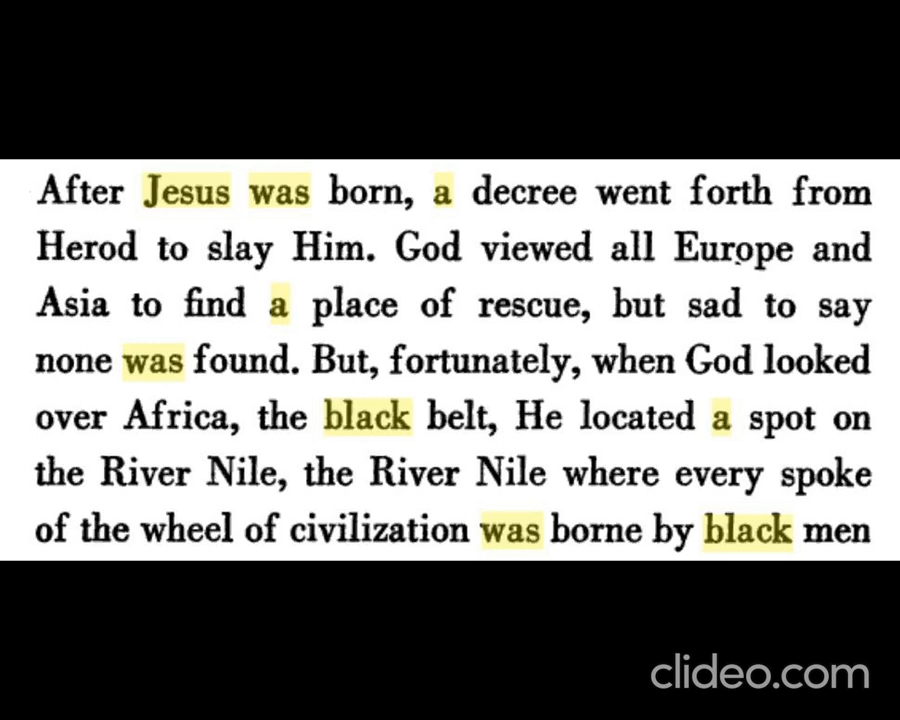 After Jesus was born, a decree went forth from
Herod to slay Him. God viewed all Europe and
Asia to find a place of rescue, but sad to say
none was found. But, fortunately, when God looked
over Africa, the black belt, He located a spot on
the River Nile, the River Nile where every spoke
of the wheel of civilization was borne by black men
clideo.com